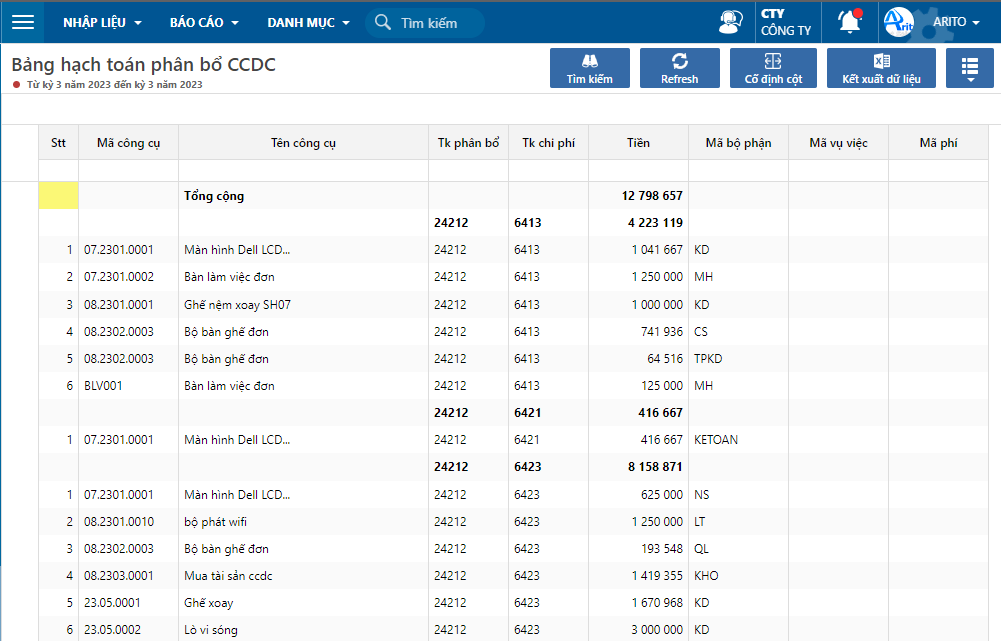 NHẬP LIỆU BÁO CÁO DANH MỤC Tìm kiếm CTY CÔNG TY Arit ARITO
Bảng hạch toán phân bổ CCDC
Từ kỳ 3 năm 2023 đến kỳ 3 năm 2023
Tìm kiếm Refresh Cố định cột Kết xuất dữ liệu
Stt Mã công cụ Tên công cụ Tk phân bổ Tk chi phí Tiền Mã bộ phận Mã vụ việc Mã phí
Tổng cộng 12 798 657
24212 6413 4 223 119
1 07.2301.0001 Màn hình Dell LCD... 24212 6413 1 041 667 KD
2 07.2301.0002 Bàn làm việc đơn 24212 6413 1 250 000 MH
3 08.2301.0001 Ghế nệm xoay SH07 24212 6413 1 000 000 KD
4 08.2302.0003 Bộ bàn ghế đơn 24212 6413 741 936 CS
5 08.2302.0003 Bộ bàn ghế đơn 24212 6413 64 516 TPKD
6 BLV001 Bàn làm việc đơn 24212 6413 125 000 MH
24212 6421 416 667
1 07.2301.0001 Màn hình Dell LCD... 24212 6421 416 667 KETOAN
24212 6423 8 158 871
1 07.2301.0001 Màn hình Dell LCD... 24212 6423 625 000 NS
2 08.2301.0010 bộ phát wifi 24212 6423 1 250 000 LT
3 08.2302.0003 Bộ bàn ghế đơn 24212 6423 193 548 QL
4 08.2303.0001 Mua tài sản ccdc 24212 6423 1 419 355 KHO
5 23.05.0001 Ghế xoay 24212 6423 1 670 968 KD
6 23.05.0002 Lò vi sóng 24212 6423 3 000 000 KD